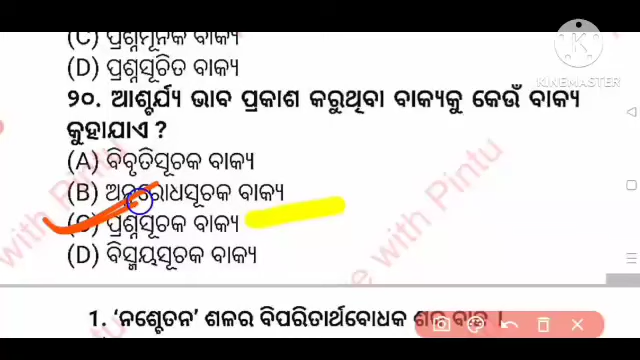 (C) ପ୍ରଶ୍ନମୂଳକ ବାକ୍ୟ
(D) ପ୍ରଶ୍ନସୂଚିତ ବାକ୍ୟ
୨୦. ଆଶ୍ଚର୍ଯ୍ୟ ଭାବ ପ୍ରକାଶ କରୁଥିବା ବାକ୍ୟକୁ କେଉଁ ବାକ୍ୟ
କୁହାଯାଏ ?
(A) ବିବୃତିସୂଚକ ବାକ୍ୟ
(B) ଅନୁରୋଧସୂଚକ ବାକ୍ୟ
(C) ପ୍ରଶ୍ନସୂଚକ ବାକ୍ୟ
(D) ବିସ୍ମୟସୂଚକ ବାକ୍ୟ
1. ‘ନଶ୍ଚେତନ’ ଶବ୍ଦର ବିପରିତାର୍ଥବୋଧକ
KINEMASTER
with Pintu
with Pintu